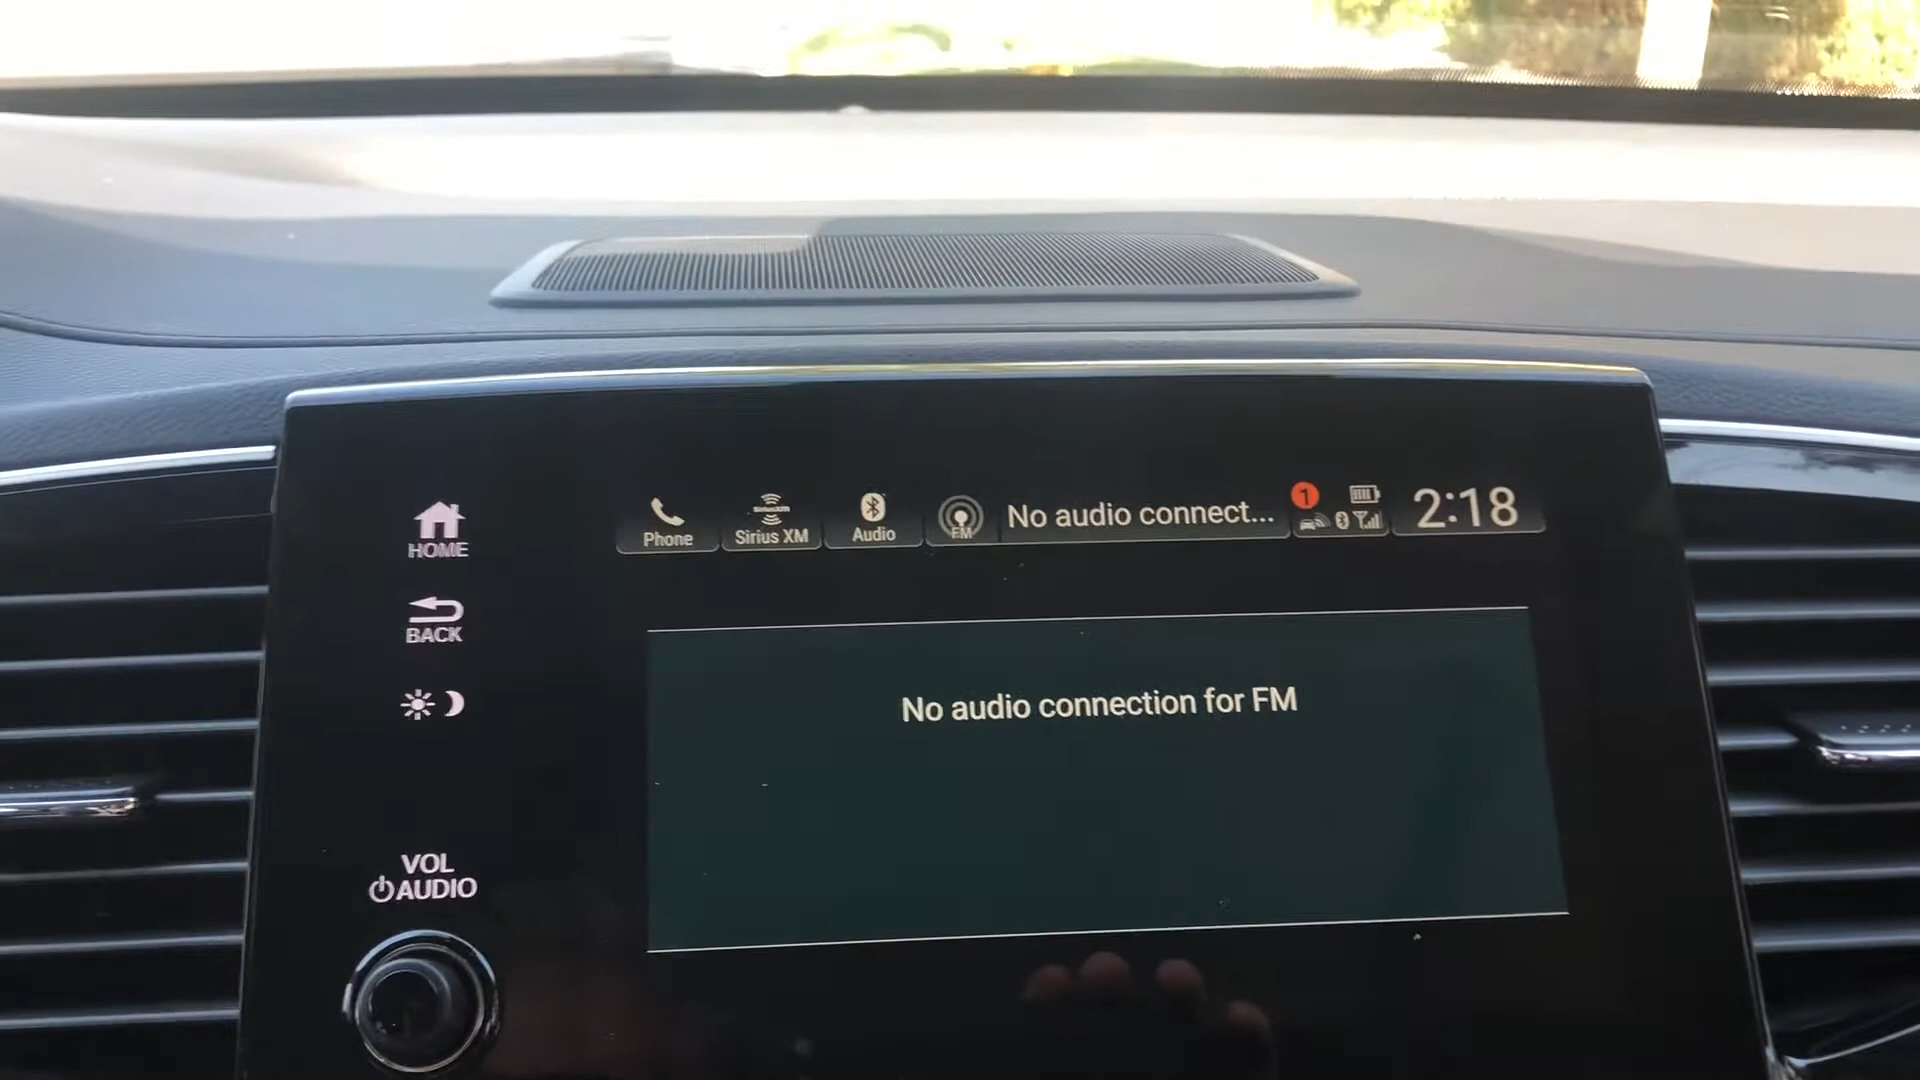 HOME
BACK
VOL
AUDIO
Phone
SiriusXM
Sirius XM
Audio
FM
No audio connect...
1
2:18
No audio connection for FM